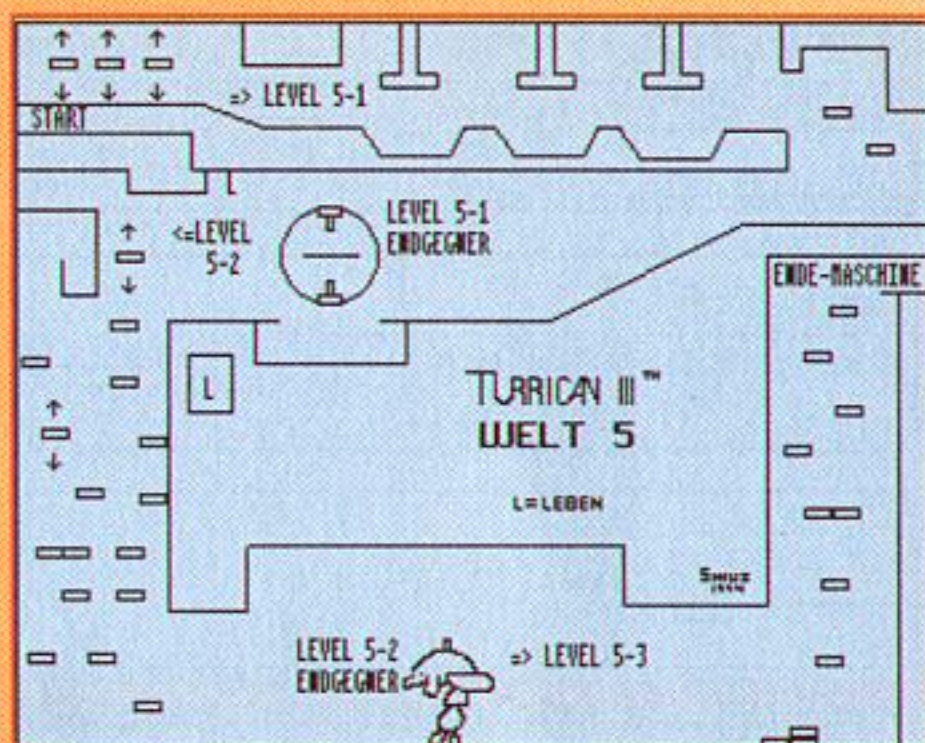 => LEVEL 5-1
START
LEVEL 5-1
ENDGEGNER
<=LEVEL
5-2
ENDE-MASCHINE
L
TURRICAN III™
WELT 5
L=LEBEN
1994
LEVEL 5-2
ENDGEGNER
=> LEVEL 5-3